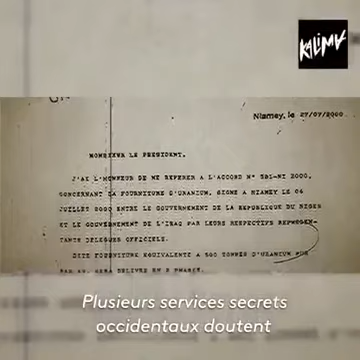 KALIMA
Niamey, le 27/07/2000
MONSIEUR LE PRESIDENT,
J'AI L'HONNEUR DE ME REFERER A L'ACCORD N° 381-NI 2000,
CONCERNANT LA FOURNITURE D'URANIUM, SIGNE A NIAMEY LE 06
JUILLET 2000 ENTRE LE GOUVERNEMENT DE LA REPUBLIQUE DU NIGER
ET LE GOUVERNEMENT DE L'IRAQ PAR LEURS RESPECTIFS REPRESEN-
TANTS DELEGUES OFFICIELS.
DITE FOURNITURE EQUIVALENTE A 500 TONNES D'URANIUM PUR
PAR AN, SERA DELIVRE EN 2 PHASES.
Plusieurs services secrets
occidentaux doutent